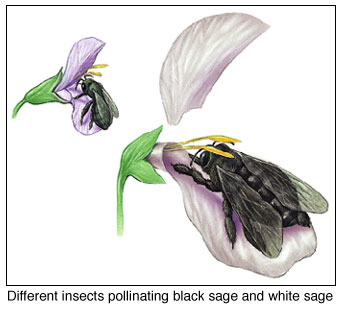 Different insects pollinating black sage and white sage